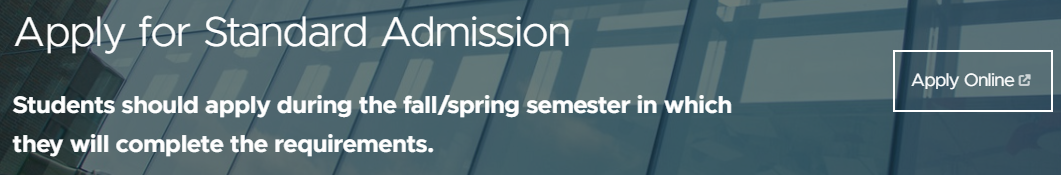 Apply for Standard Admission
Students should apply during the fall/spring semester in which
they will complete the requirements.
Apply Online